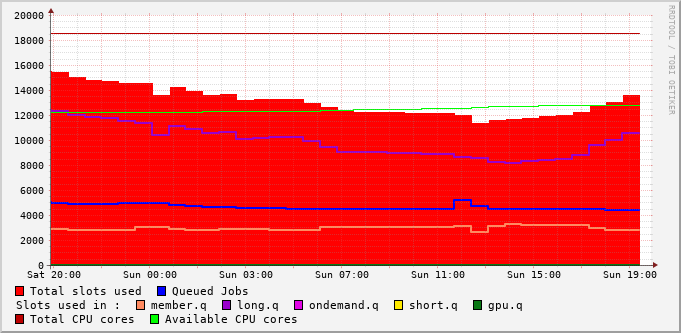 20000
18000
16000
14000
12000
10000
8000
6000
4000
2000
0
Sat 20:00 Sun 00:00 Sun 03:00 Sun 07:00 Sun 11:00 Sun 15:00 Sun 19:00
Total slots used Queued Jobs
Slots used in : member.q long.q ondemand.q short.q gpu.q
Total CPU cores Available CPU cores
RRDTOOL / TOBI OETIKER